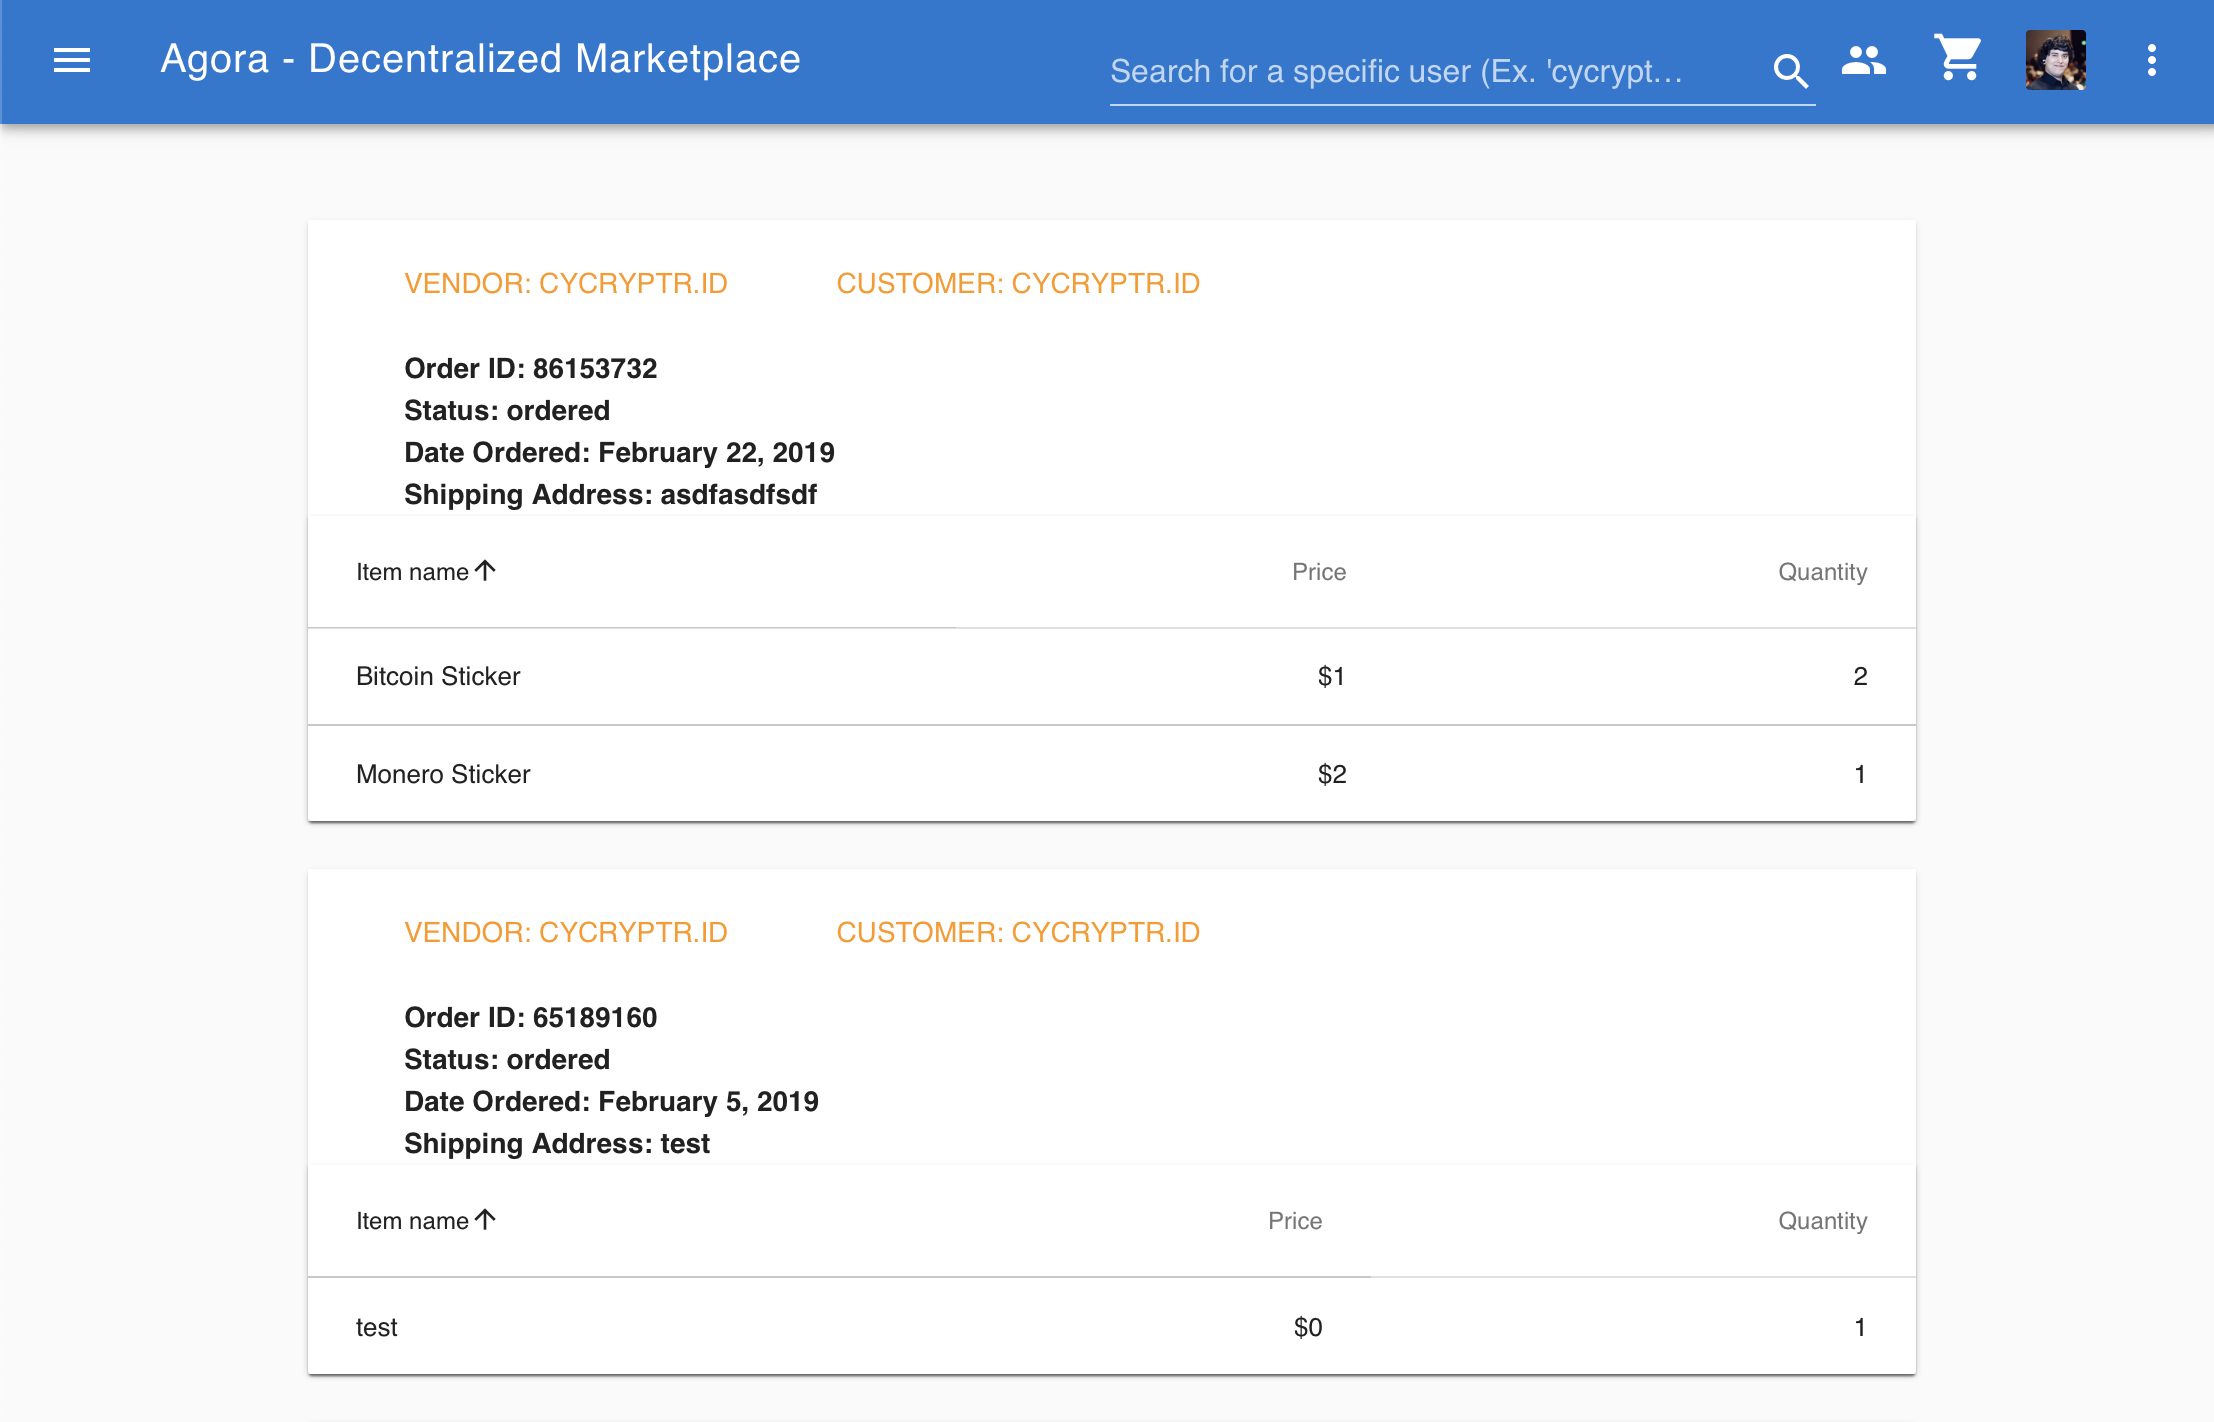 Agora - Decentralized Marketplace
Search for a specific user (Ex. 'cycrypt…
VENDOR: CYCRYPTR.ID CUSTOMER: CYCRYPTR.ID
Order ID: 86153732
Status: ordered
Date Ordered: February 22, 2019
Shipping Address: asdfasdfsdf
Item name Price Quantity
Bitcoin Sticker $1 2
Monero Sticker $2 1
VENDOR: CYCRYPTR.ID CUSTOMER: CYCRYPTR.ID
Order ID: 65189160
Status: ordered
Date Ordered: February 5, 2019
Shipping Address: test
Item name Price Quantity
test $0 1